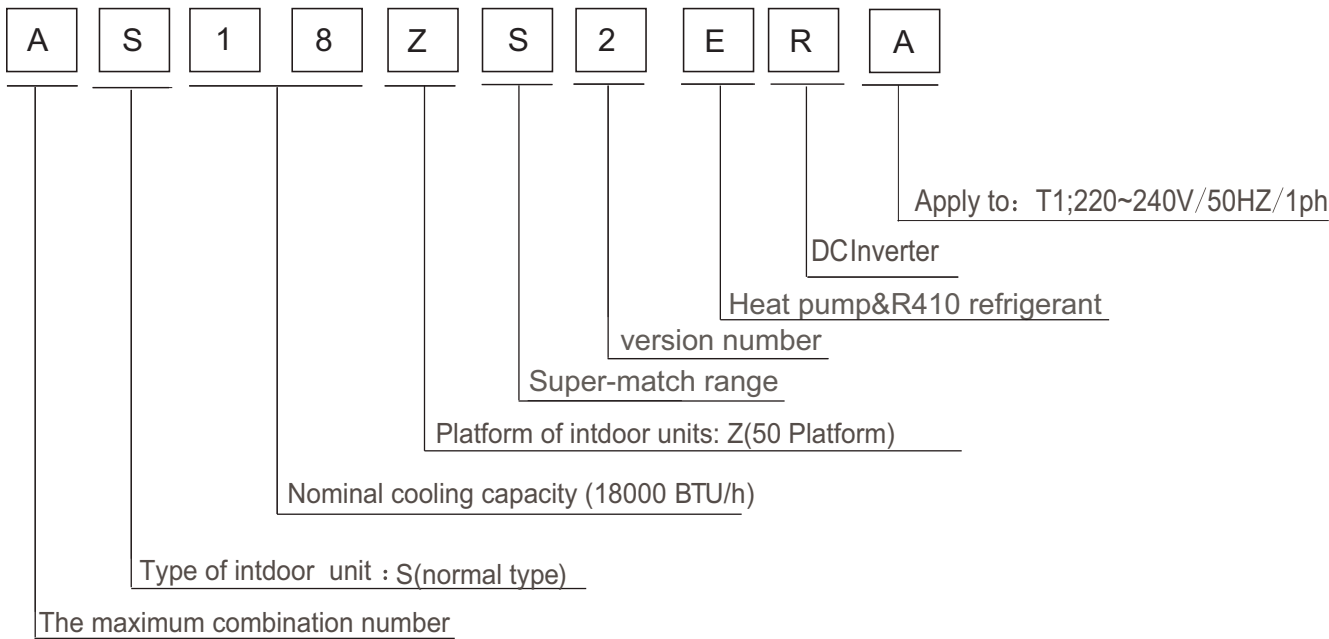 A S 1 8 Z S 2 E R A
Apply to： T1;220~240V/50HZ/1ph
DCInverter
Heat pump&R410 refrigerant
version number
Super-match range
Platform of intdoor units: Z(50 Platform)
Nominal cooling capacity (18000 BTU/h)
Type of intdoor unit：S(normal type)
The maximum combination number